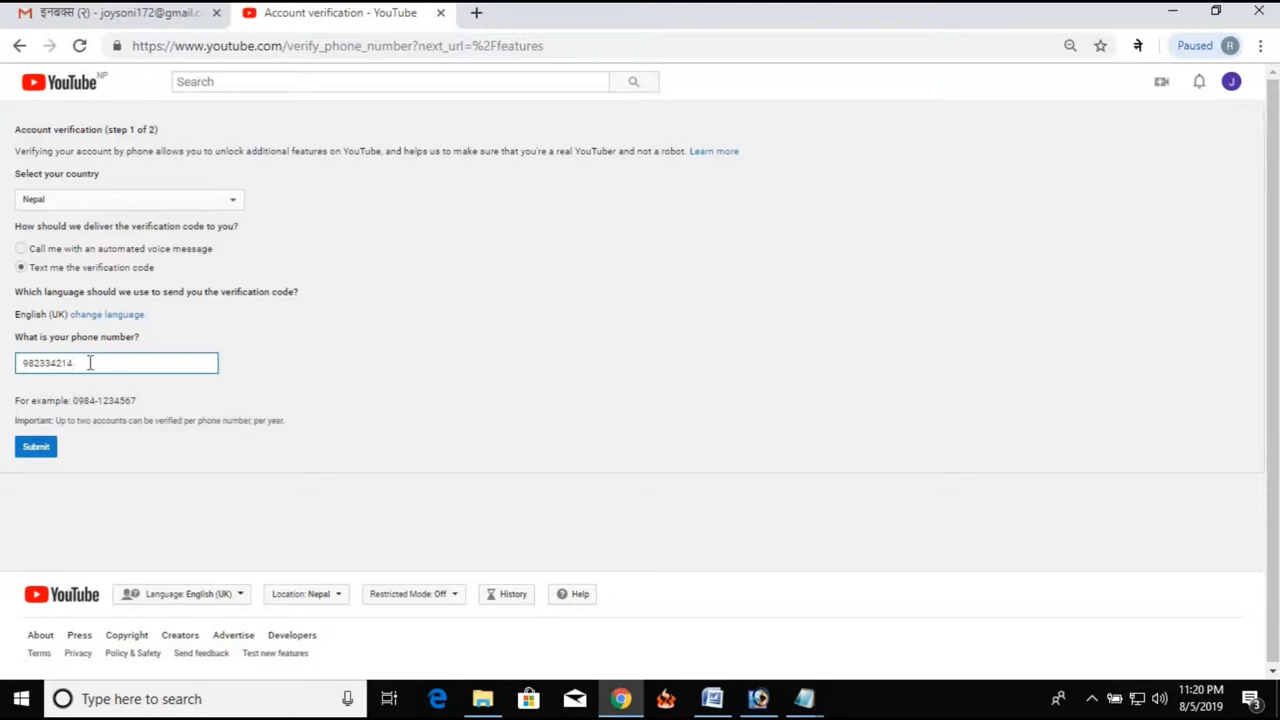 इनबक्स (२) - joysoni172@gmail.c
Account verification - YouTube
https://www.youtube.com/verify_phone_number?next_url=%2Ffeatures
ने
Paused R
YouTube NP
Search
J
Account verification (step 1 of 2)
Verifying your account by phone allows you to unlock additional features on YouTube, and helps us to make sure that you're a real YouTuber and not a robot. Learn more
Select your country
Nepal
How should we deliver the verification code to you?
Call me with an automated voice message
Text me the verification code
Which language should we use to send you the verification code?
English (UK) change language
What is your phone number?
982334214
For example: 0984-1234567
Important: Up to two accounts can be verified per phone number, per year.
Submit
YouTube Language: English (UK) Location: Nepal Restricted Mode: Off History Help
About Press Copyright Creators Advertise Developers
Terms Privacy Policy & Safety Send feedback Test new features
Type here to search
11:20 PM
8/5/2019
3